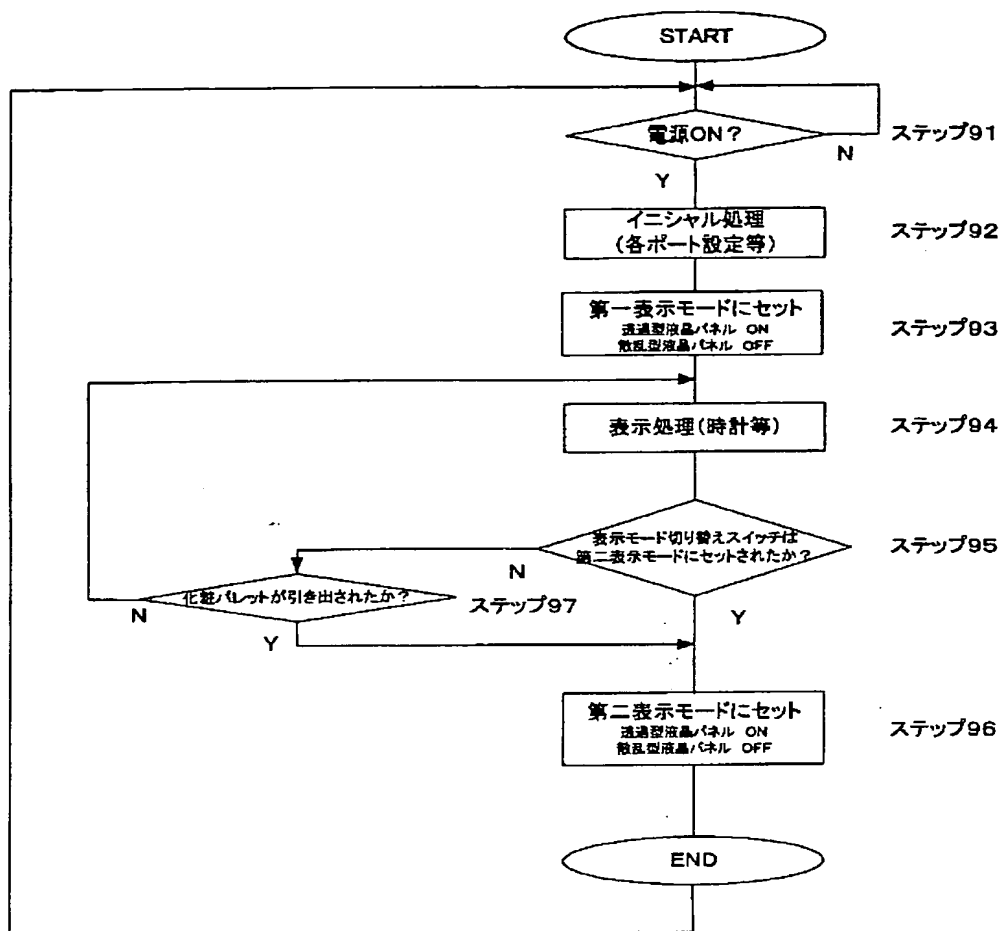 START
電源ON?
N
ステップ91
Y
イニシャル処理
(各ポート設定等)
ステップ92
第一表示モードにセット
透過型液晶パネル ON
散乱型液晶パネル OFF
ステップ93
表示処理(時計等)
ステップ94
表示モード切り替えスイッチは
第二表示モードにセットされたか?
ステップ95
N
Y
化粧パレットが引き出されたか?
N
ステップ97
Y
第二表示モードにセット
透過型液晶パネル ON
散乱型液晶パネル OFF
ステップ96
END